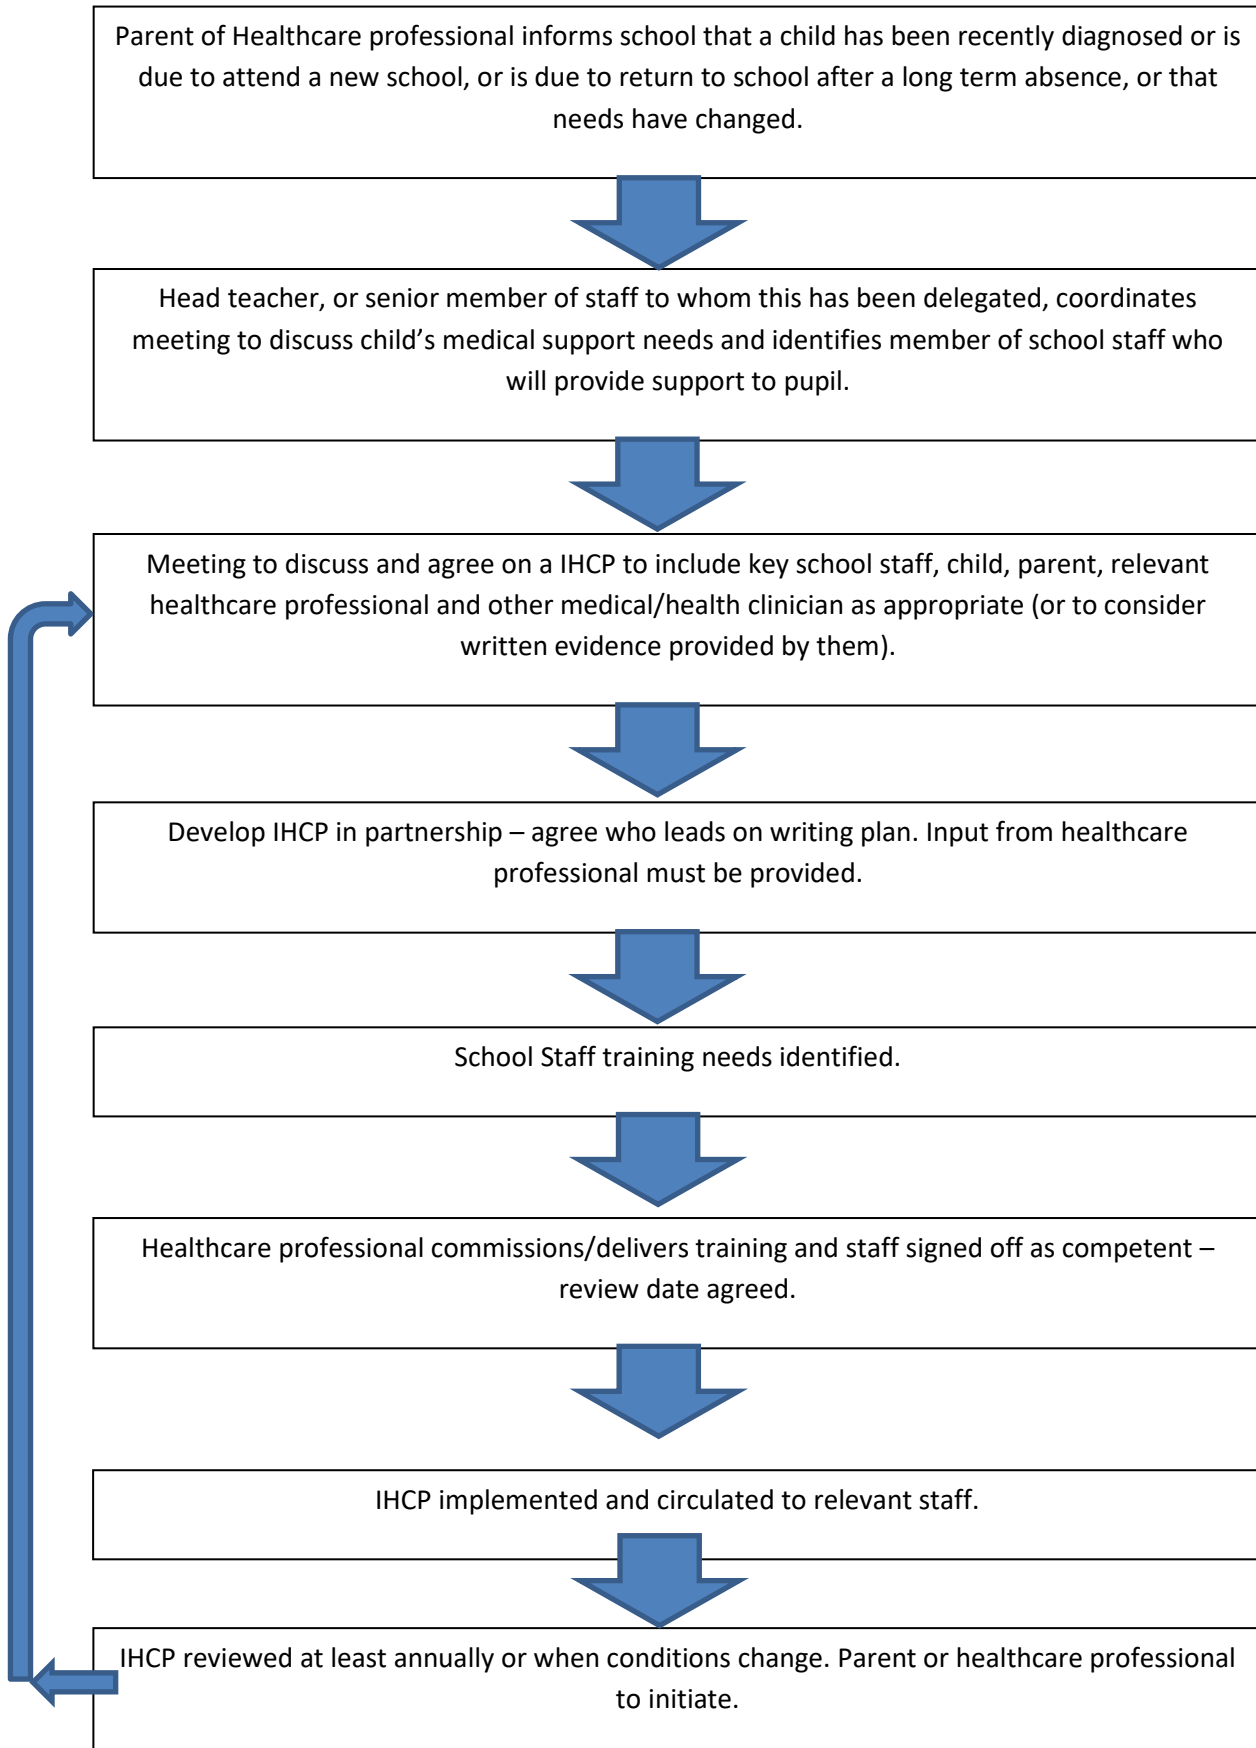 Parent of Healthcare professional informs school that a child has been recently diagnosed or is
due to attend a new school, or is due to return to school after a long term absence, or that
needs have changed.
Head teacher, or senior member of staff to whom this has been delegated, coordinates
meeting to discuss child’s medical support needs and identifies member of school staff who
will provide support to pupil.
Meeting to discuss and agree on a IHCP to include key school staff, child, parent, relevant
healthcare professional and other medical/health clinician as appropriate (or to consider
written evidence provided by them).
Develop IHCP in partnership – agree who leads on writing plan. Input from healthcare
professional must be provided.
School Staff training needs identified.
Healthcare professional commissions/delivers training and staff signed off as competent –
review date agreed.
IHCP implemented and circulated to relevant staff.
IHCP reviewed at least annually or when conditions change. Parent or healthcare professional
to initiate.